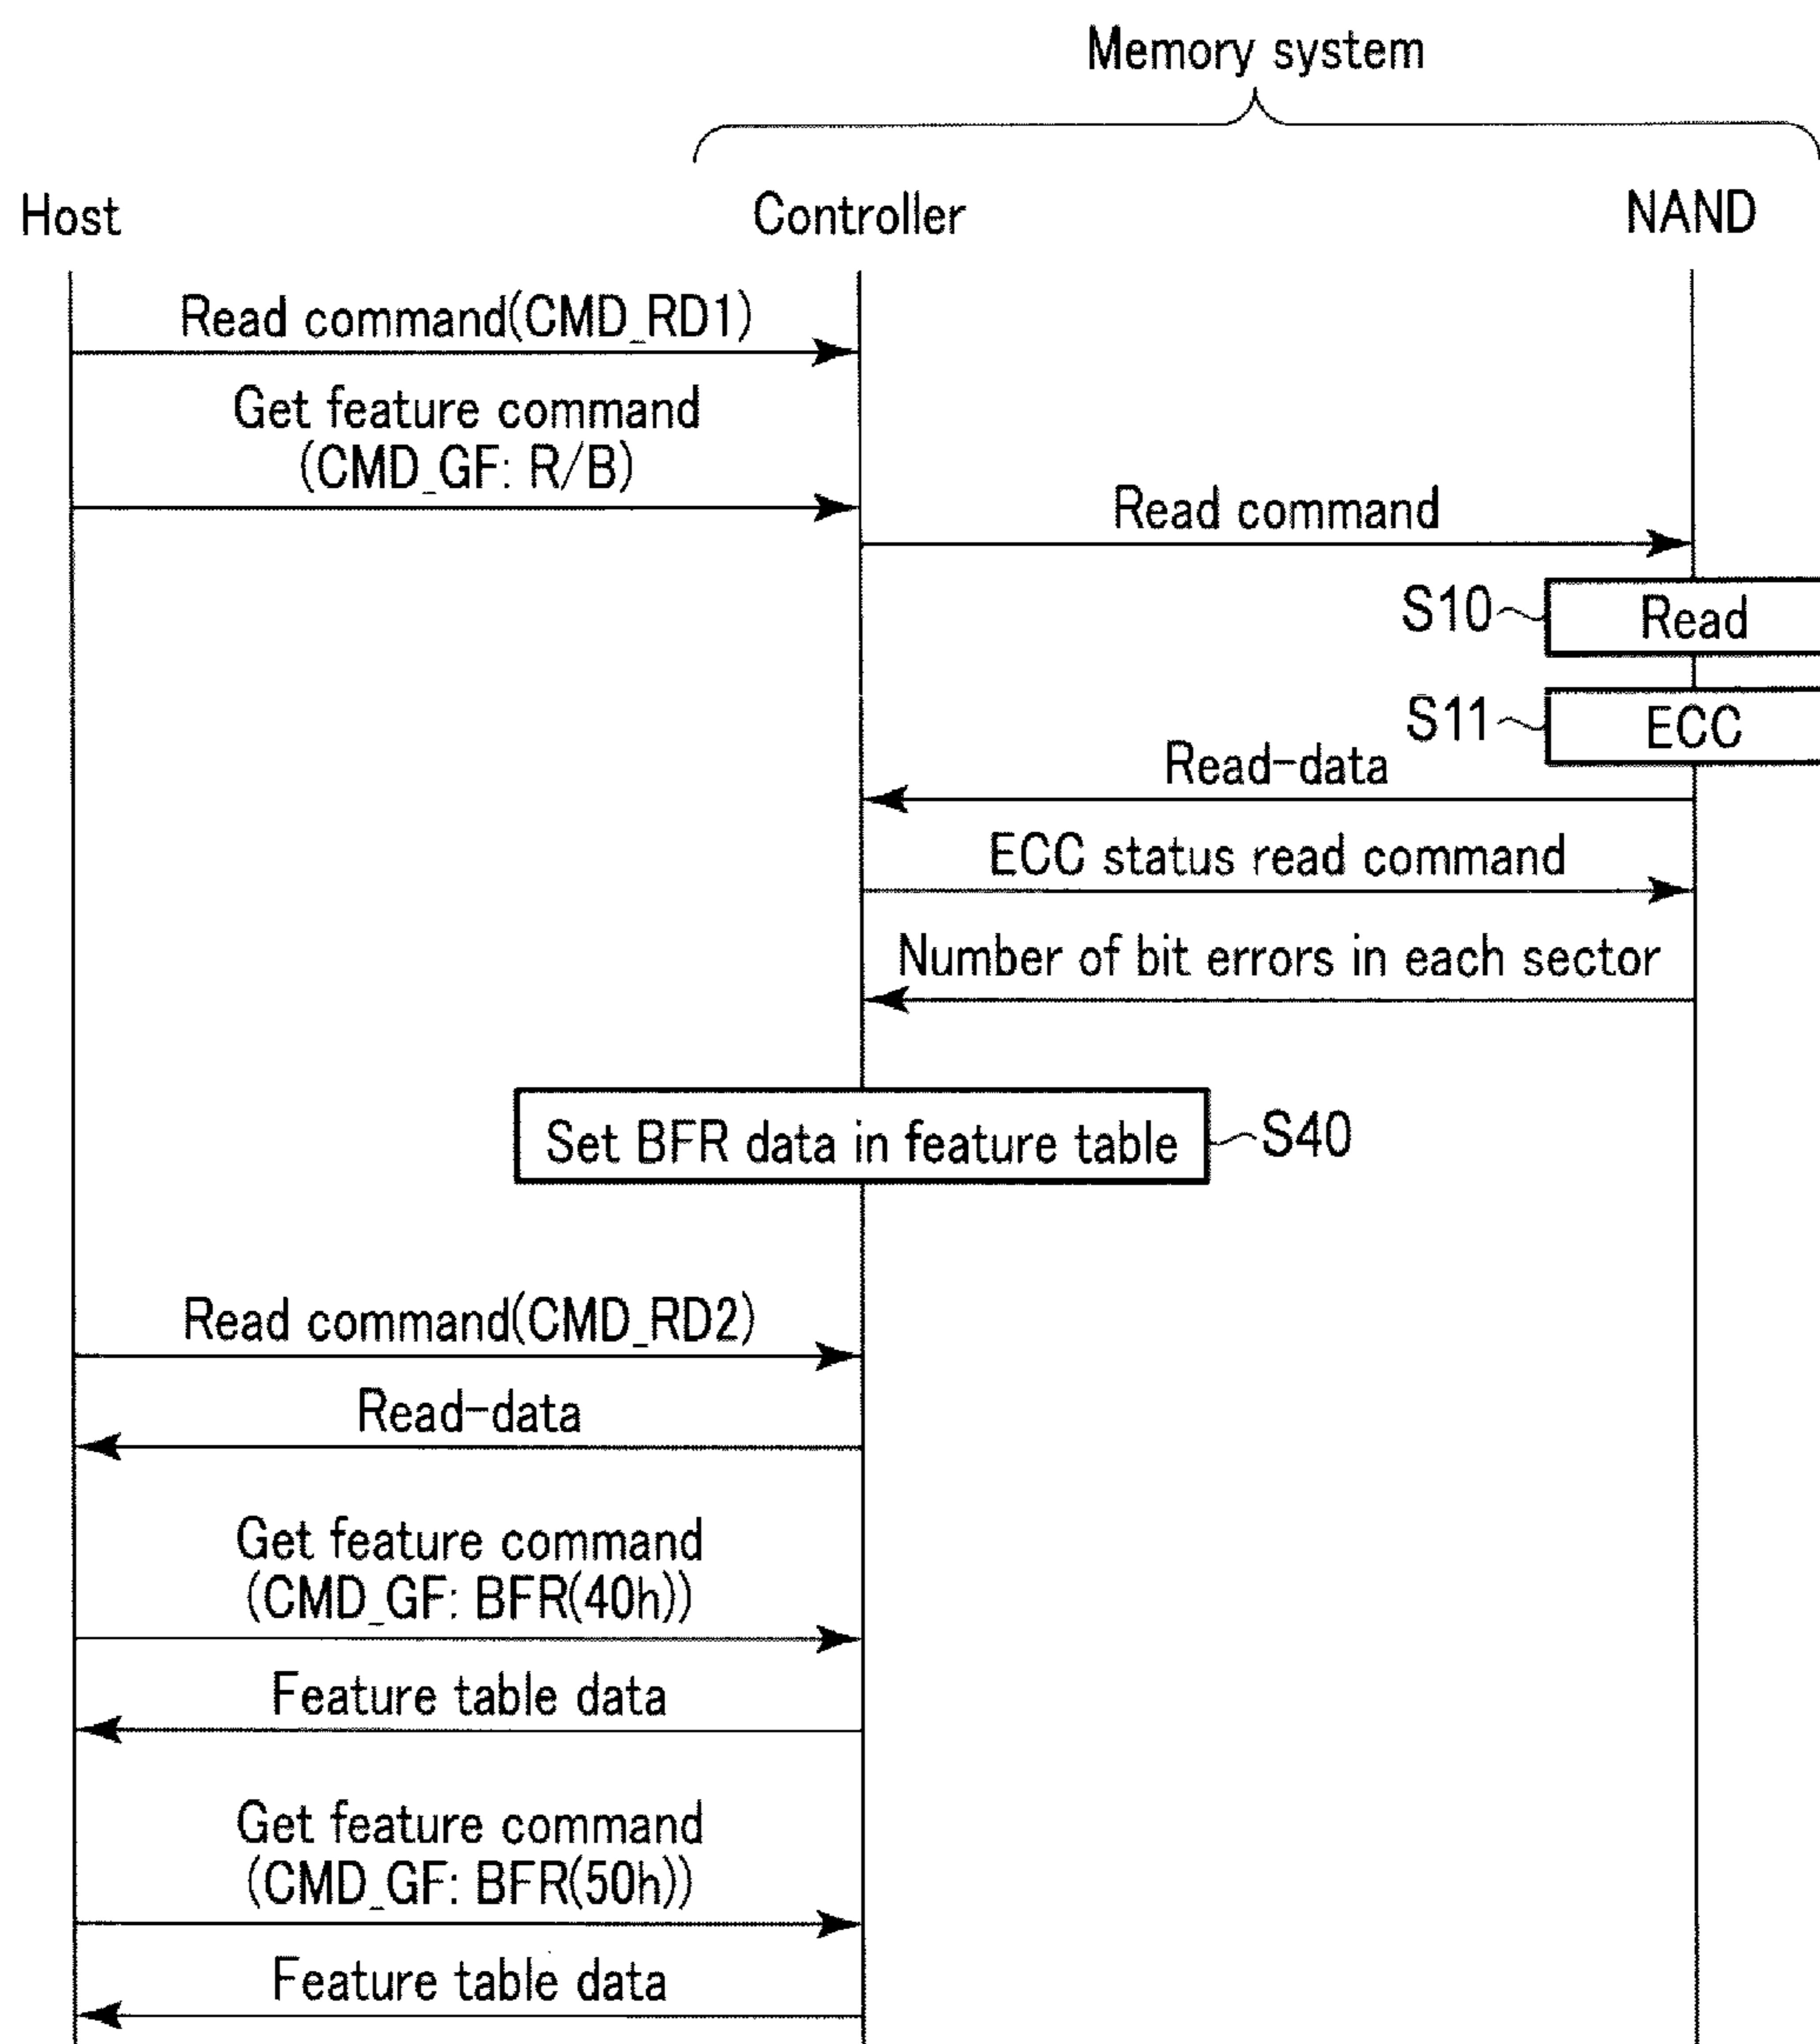 Memory system
Host
Controller
NAND
Read command(CMD_RD1)
Get feature command
(CMD_GF: R/B)
Read command
S10
Read
S11
ECC
Read-data
ECC status read command
Number of bit errors in each sector
Set BFR data in feature table
S40
Read command(CMD_RD2)
Read-data
Get feature command
(CMD_GF: BFR(40h))
Feature table data
Get feature command
(CMD_GF: BFR(50h))
Feature table data